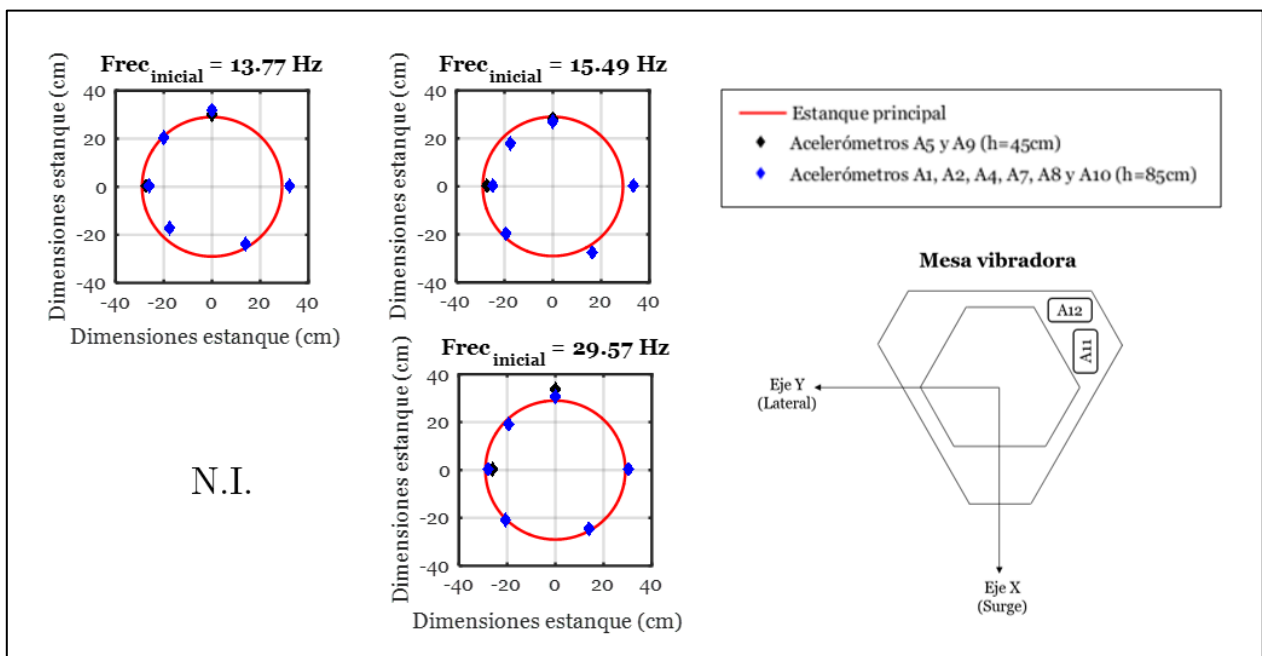 Frec_inicial = 13.77 Hz
Dimensiones estanque (cm)
40
20
0
-20
-40
-40 -20 0 20 40
Dimensiones estanque (cm)
Frec_inicial = 15.49 Hz
Dimensiones estanque (cm)
40
20
0
-20
-40
-40 -20 0 20 40
Frec_inicial = 29.57 Hz
Dimensiones estanque (cm)
40
20
0
-20
-40
-40 -20 0 20 40
Dimensiones estanque (cm)
N.I.
Estanque principal
Acelerómetros A5 y A9 (h=45cm)
Acelerómetros A1, A2, A4, A7, A8 y A10 (h=85cm)
Mesa vibradora
A12
A11
Eje Y
(Lateral)
Eje X
(Surge)